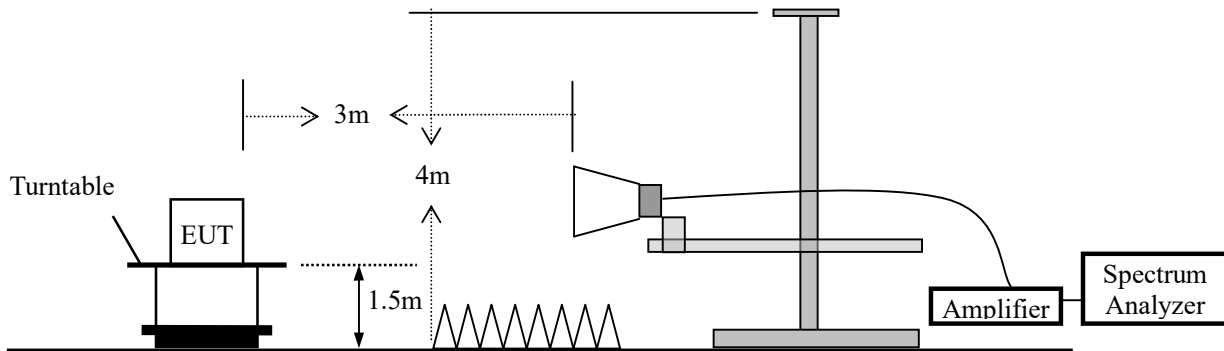 3m
4m
Turntable
EUT
1.5m
Amplifier
Spectrum
Analyzer